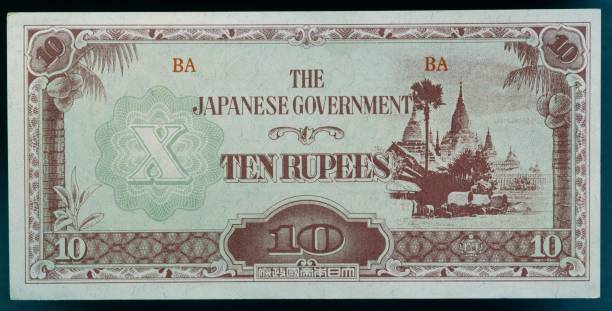 10 10
BA BA
THE
JAPANESE GOVERNMENT
X
TEN RUPEES
10 10 10
府政國帝本日大